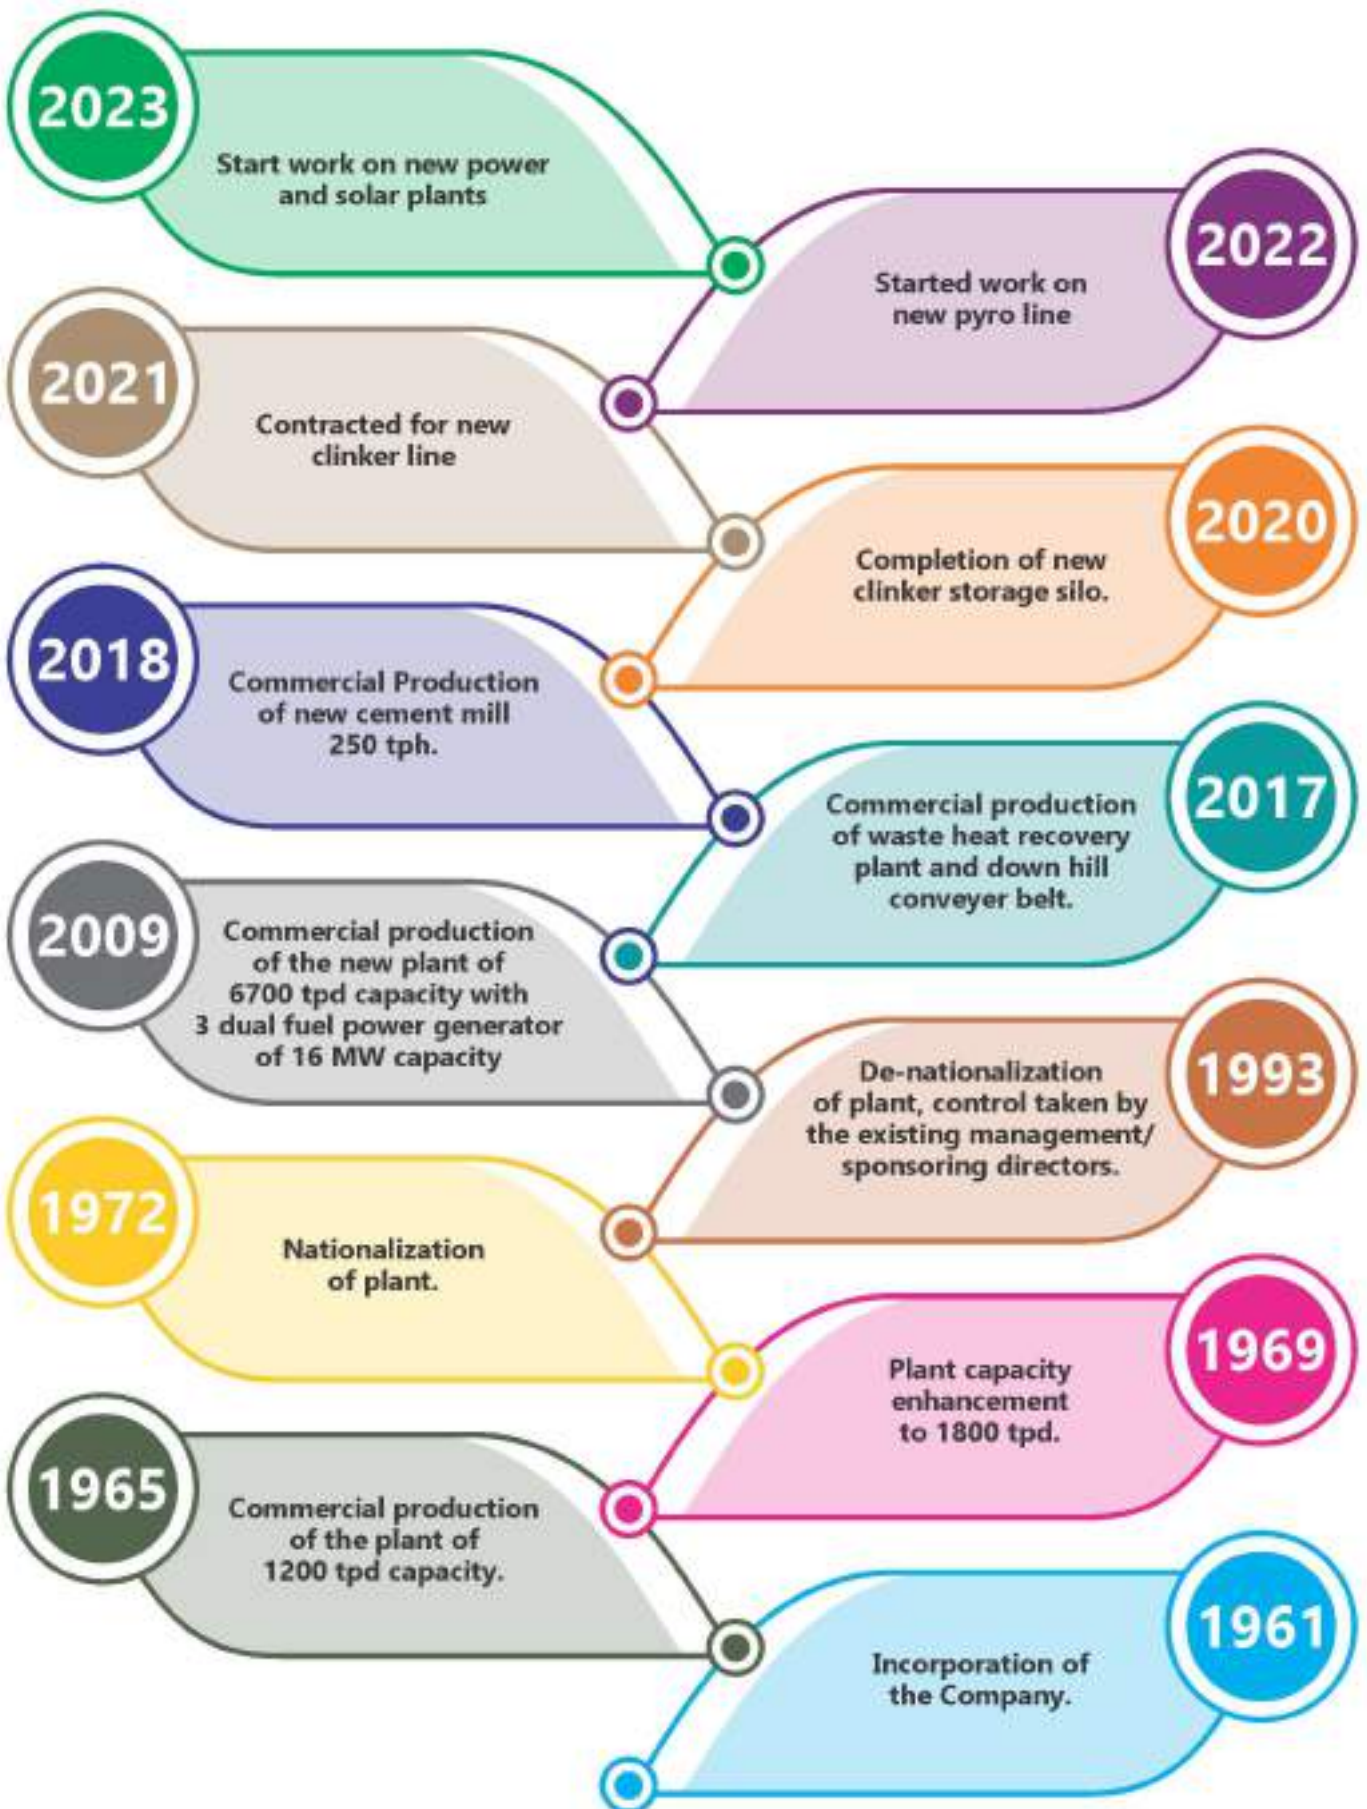 2023
Start work on new power
and solar plants
2022
Started work on
new pyro line
2021
Contracted for new
clinker line
2020
Completion of new
clinker storage silo.
2018
Commercial Production
of new cement mill
250 tph.
2017
Commercial production
of waste heat recovery
plant and down hill
conveyer belt.
2009
Commercial production
of the new plant of
6700 tpd capacity with
3 dual fuel power generator
of 16 MW capacity
1993
De-nationalization
of plant, control taken by
the existing management/
sponsoring directors.
1972
Nationalization
of plant.
1969
Plant capacity
enhancement
to 1800 tpd.
1965
Commercial production
of the plant of
1200 tpd capacity.
1961
Incorporation of
the Company.